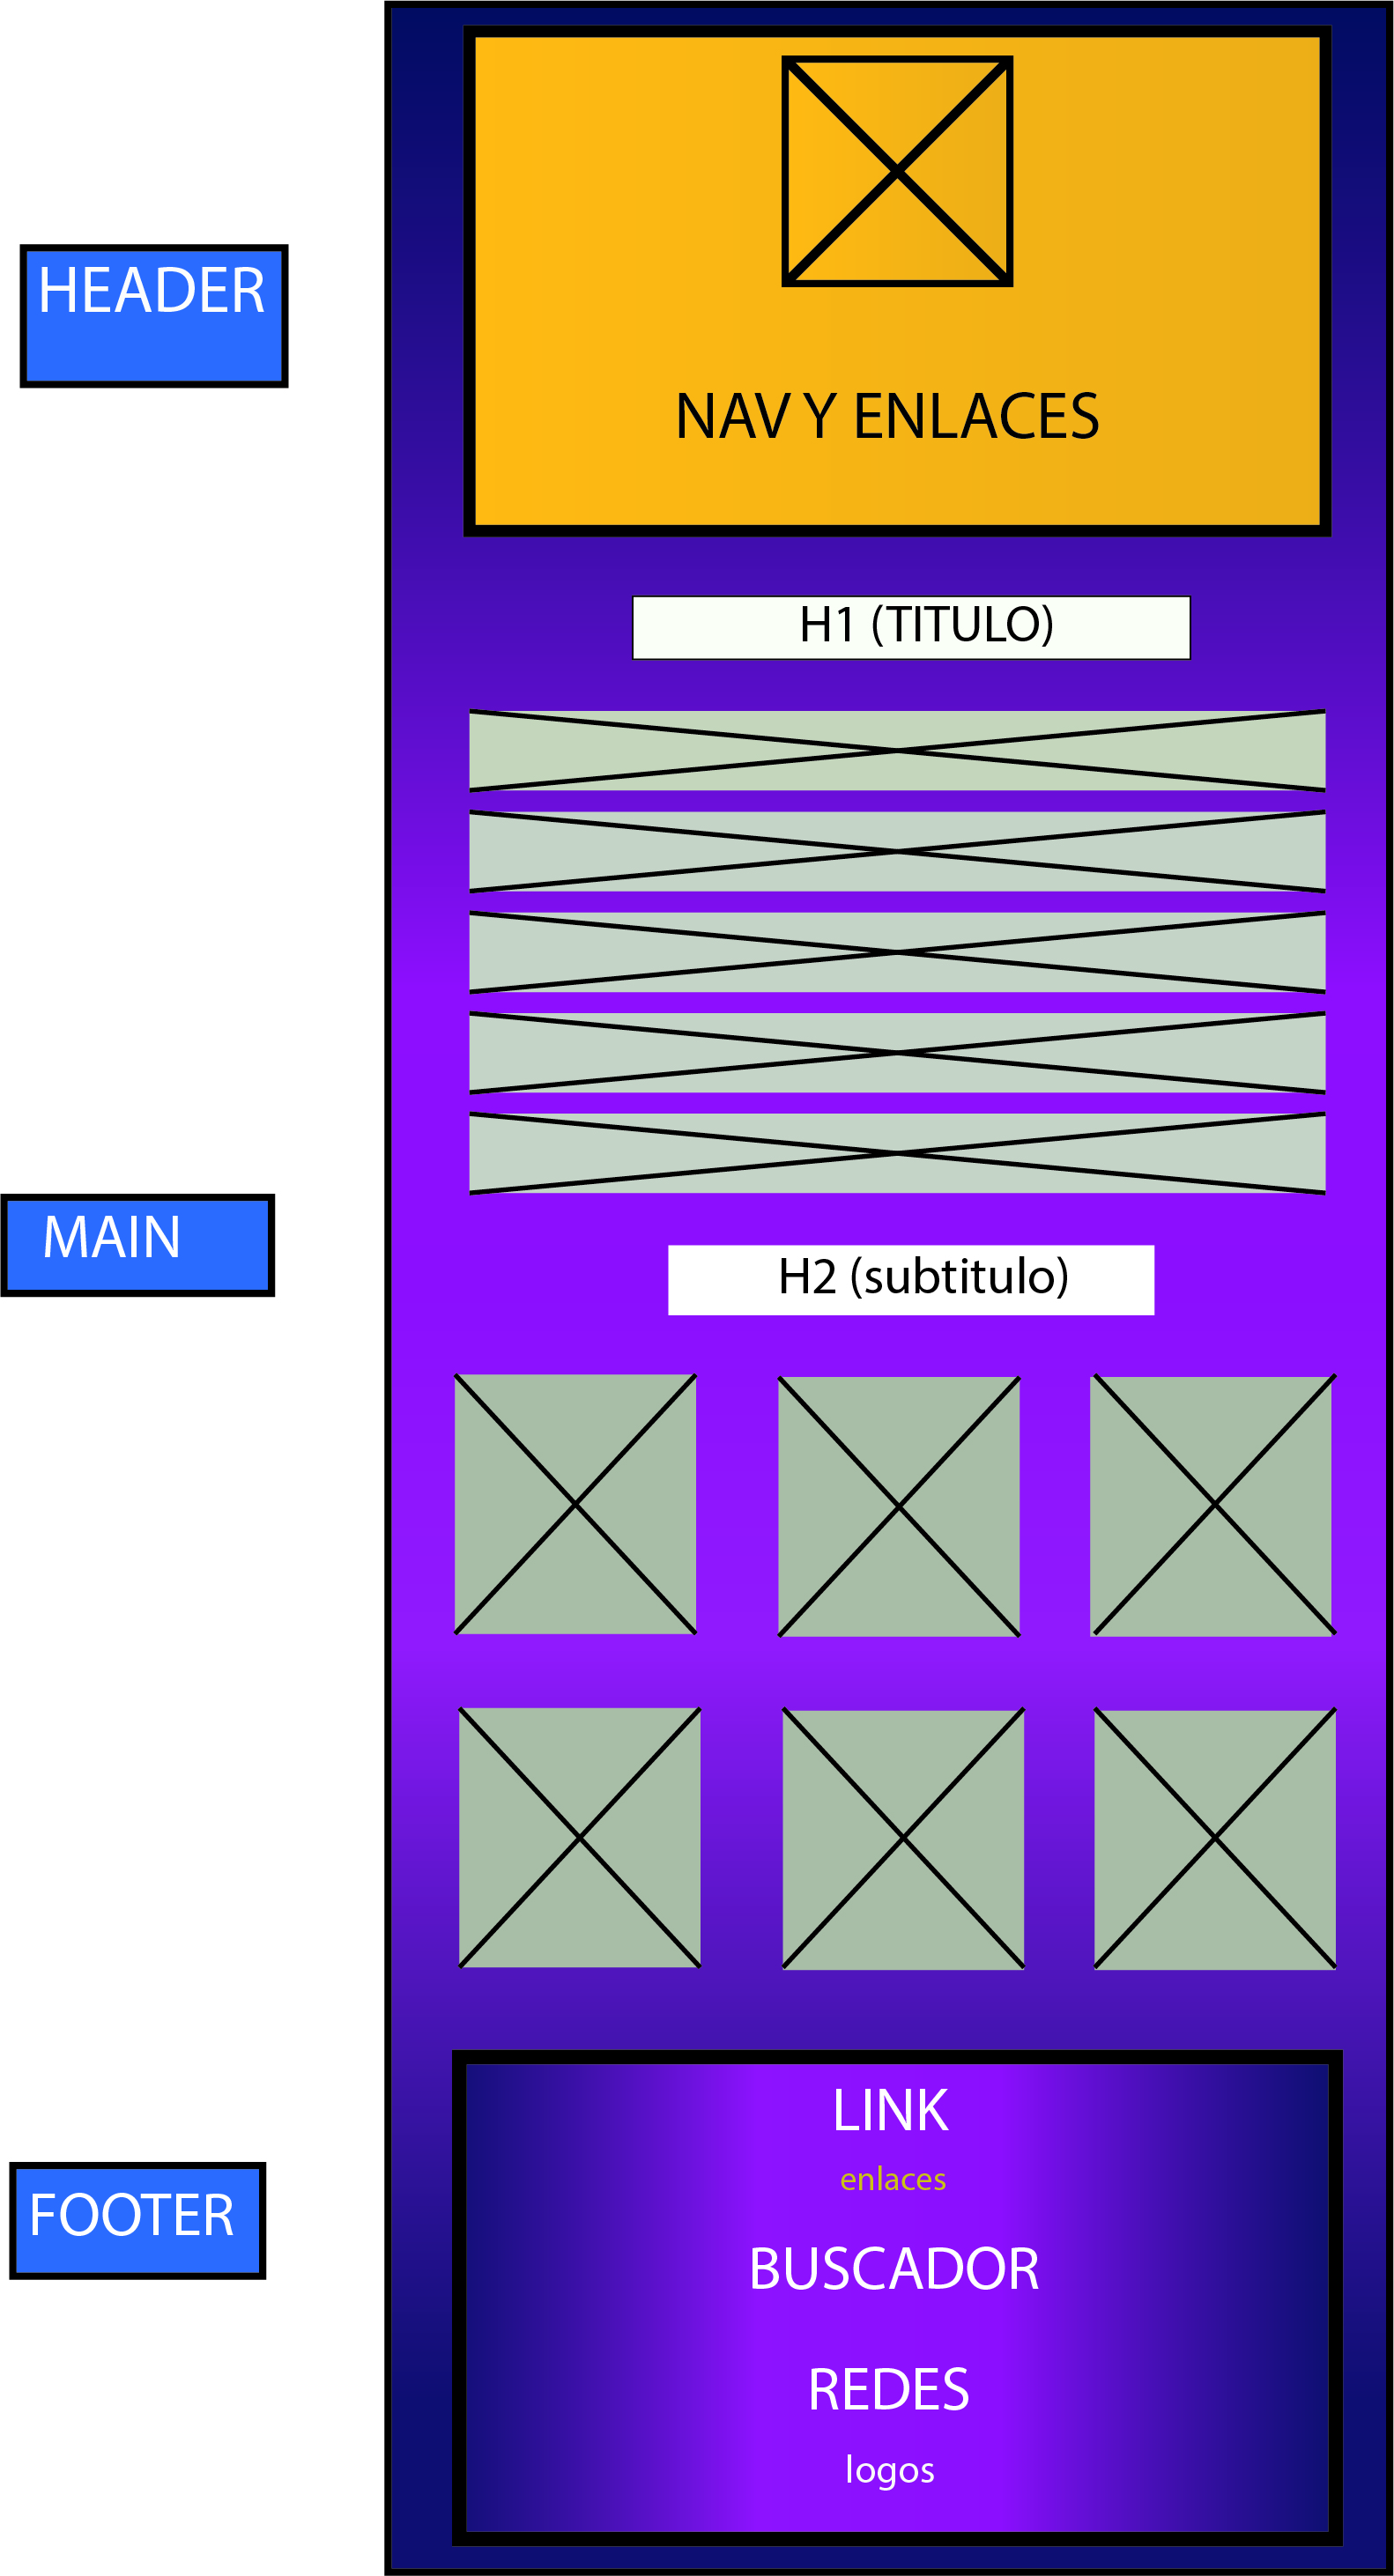 HEADER
NAV Y ENLACES
H1 (TITULO)
MAIN
H2 (subtitulo)
LINK
enlaces
FOOTER
BUSCADOR
REDES
logos